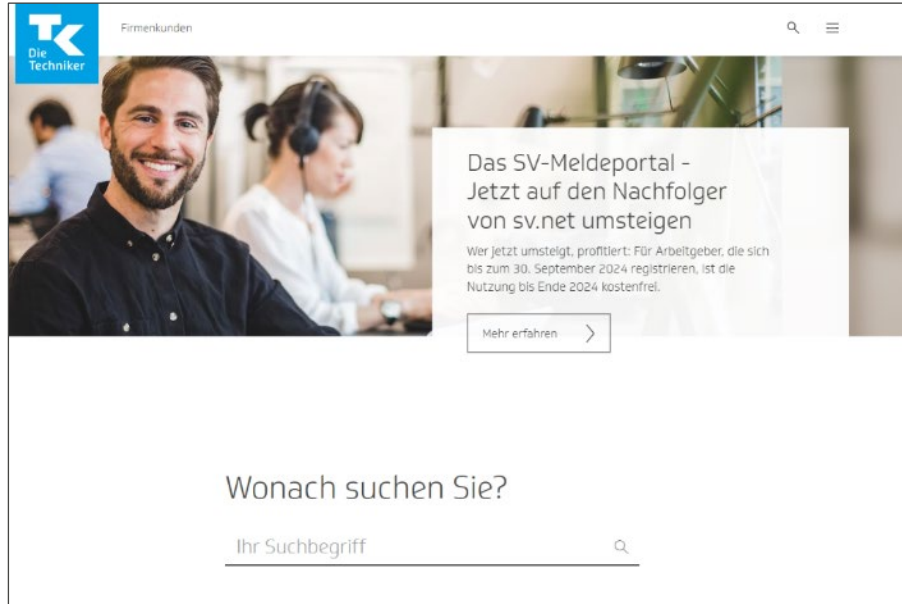 TK
Die
Techniker
Firmenkunden
Das SV-Meldeportal –
Jetzt auf den Nachfolger
von sv.net umsteigen
Wer jetzt umsteigt, profitiert: Für Arbeitgeber, die sich
bis zum 30. September 2024 registrieren, ist die
Nutzung bis Ende 2024 kostenfrei.
Mehr erfahren
Wonach suchen Sie?
Ihr Suchbegriff